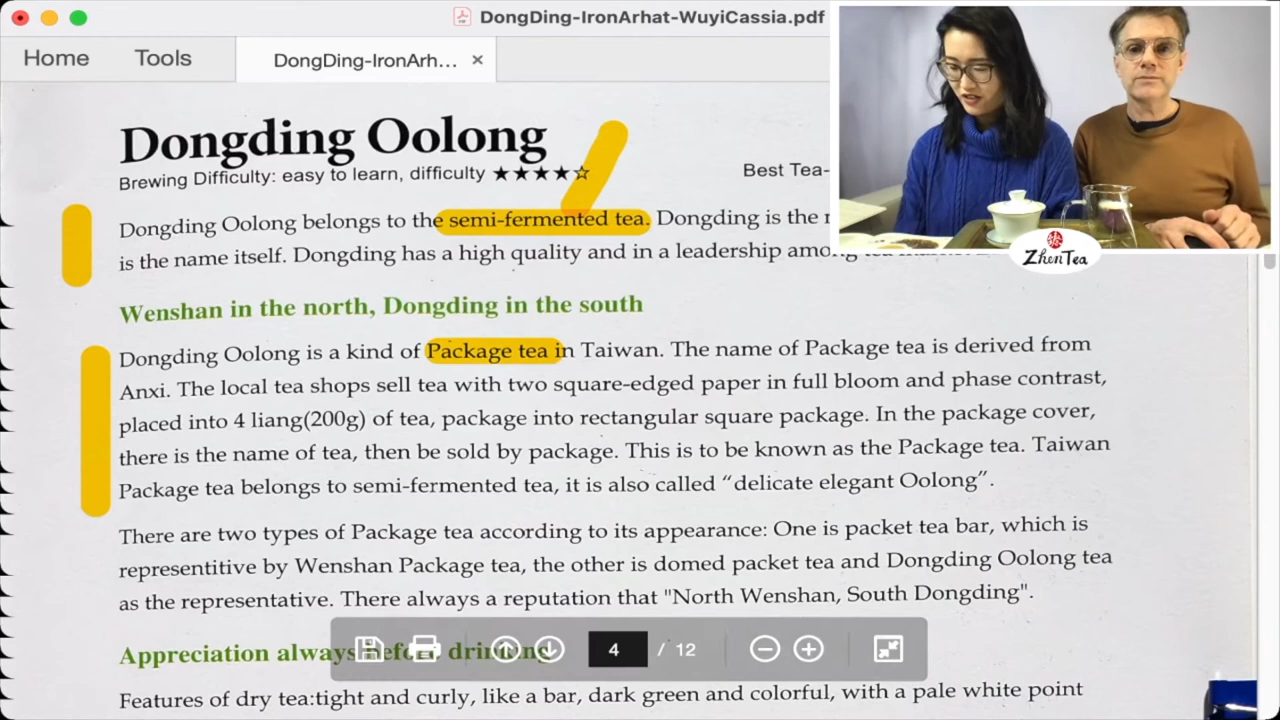 DongDing-IronArhat-WuyiCassia.pdf
Home Tools DongDing-IronArh... ×
Dongding Oolong
Brewing Difficulty: easy to learn, difficulty ★★★★☆ Best Tea-
Dongding Oolong belongs to the semi-fermented tea. Dongding is the
is the name itself. Dongding has a high quality and in a leadership among
ZhenTea
Wenshan in the north, Dongding in the south
Dongding Oolong is a kind of Package tea in Taiwan. The name of Package tea is derived from
Anxi. The local tea shops sell tea with two square-edged paper in full bloom and phase contrast,
placed into 4 liang(200g) of tea, package into rectangular square package. In the package cover,
there is the name of tea, then be sold by package. This is to be known as the Package tea. Taiwan
Package tea belongs to semi-fermented tea, it is also called “delicate elegant Oolong”.
There are two types of Package tea according to its appearance: One is packet tea bar, which is
representitive by Wenshan Package tea, the other is domed packet tea and Dongding Oolong tea
as the representative. There always a reputation that "North Wenshan, South Dongding".
4 / 12
Appreciation always before drinking
Features of dry tea:tight and curly, like a bar, dark green and colorful, with a pale white point